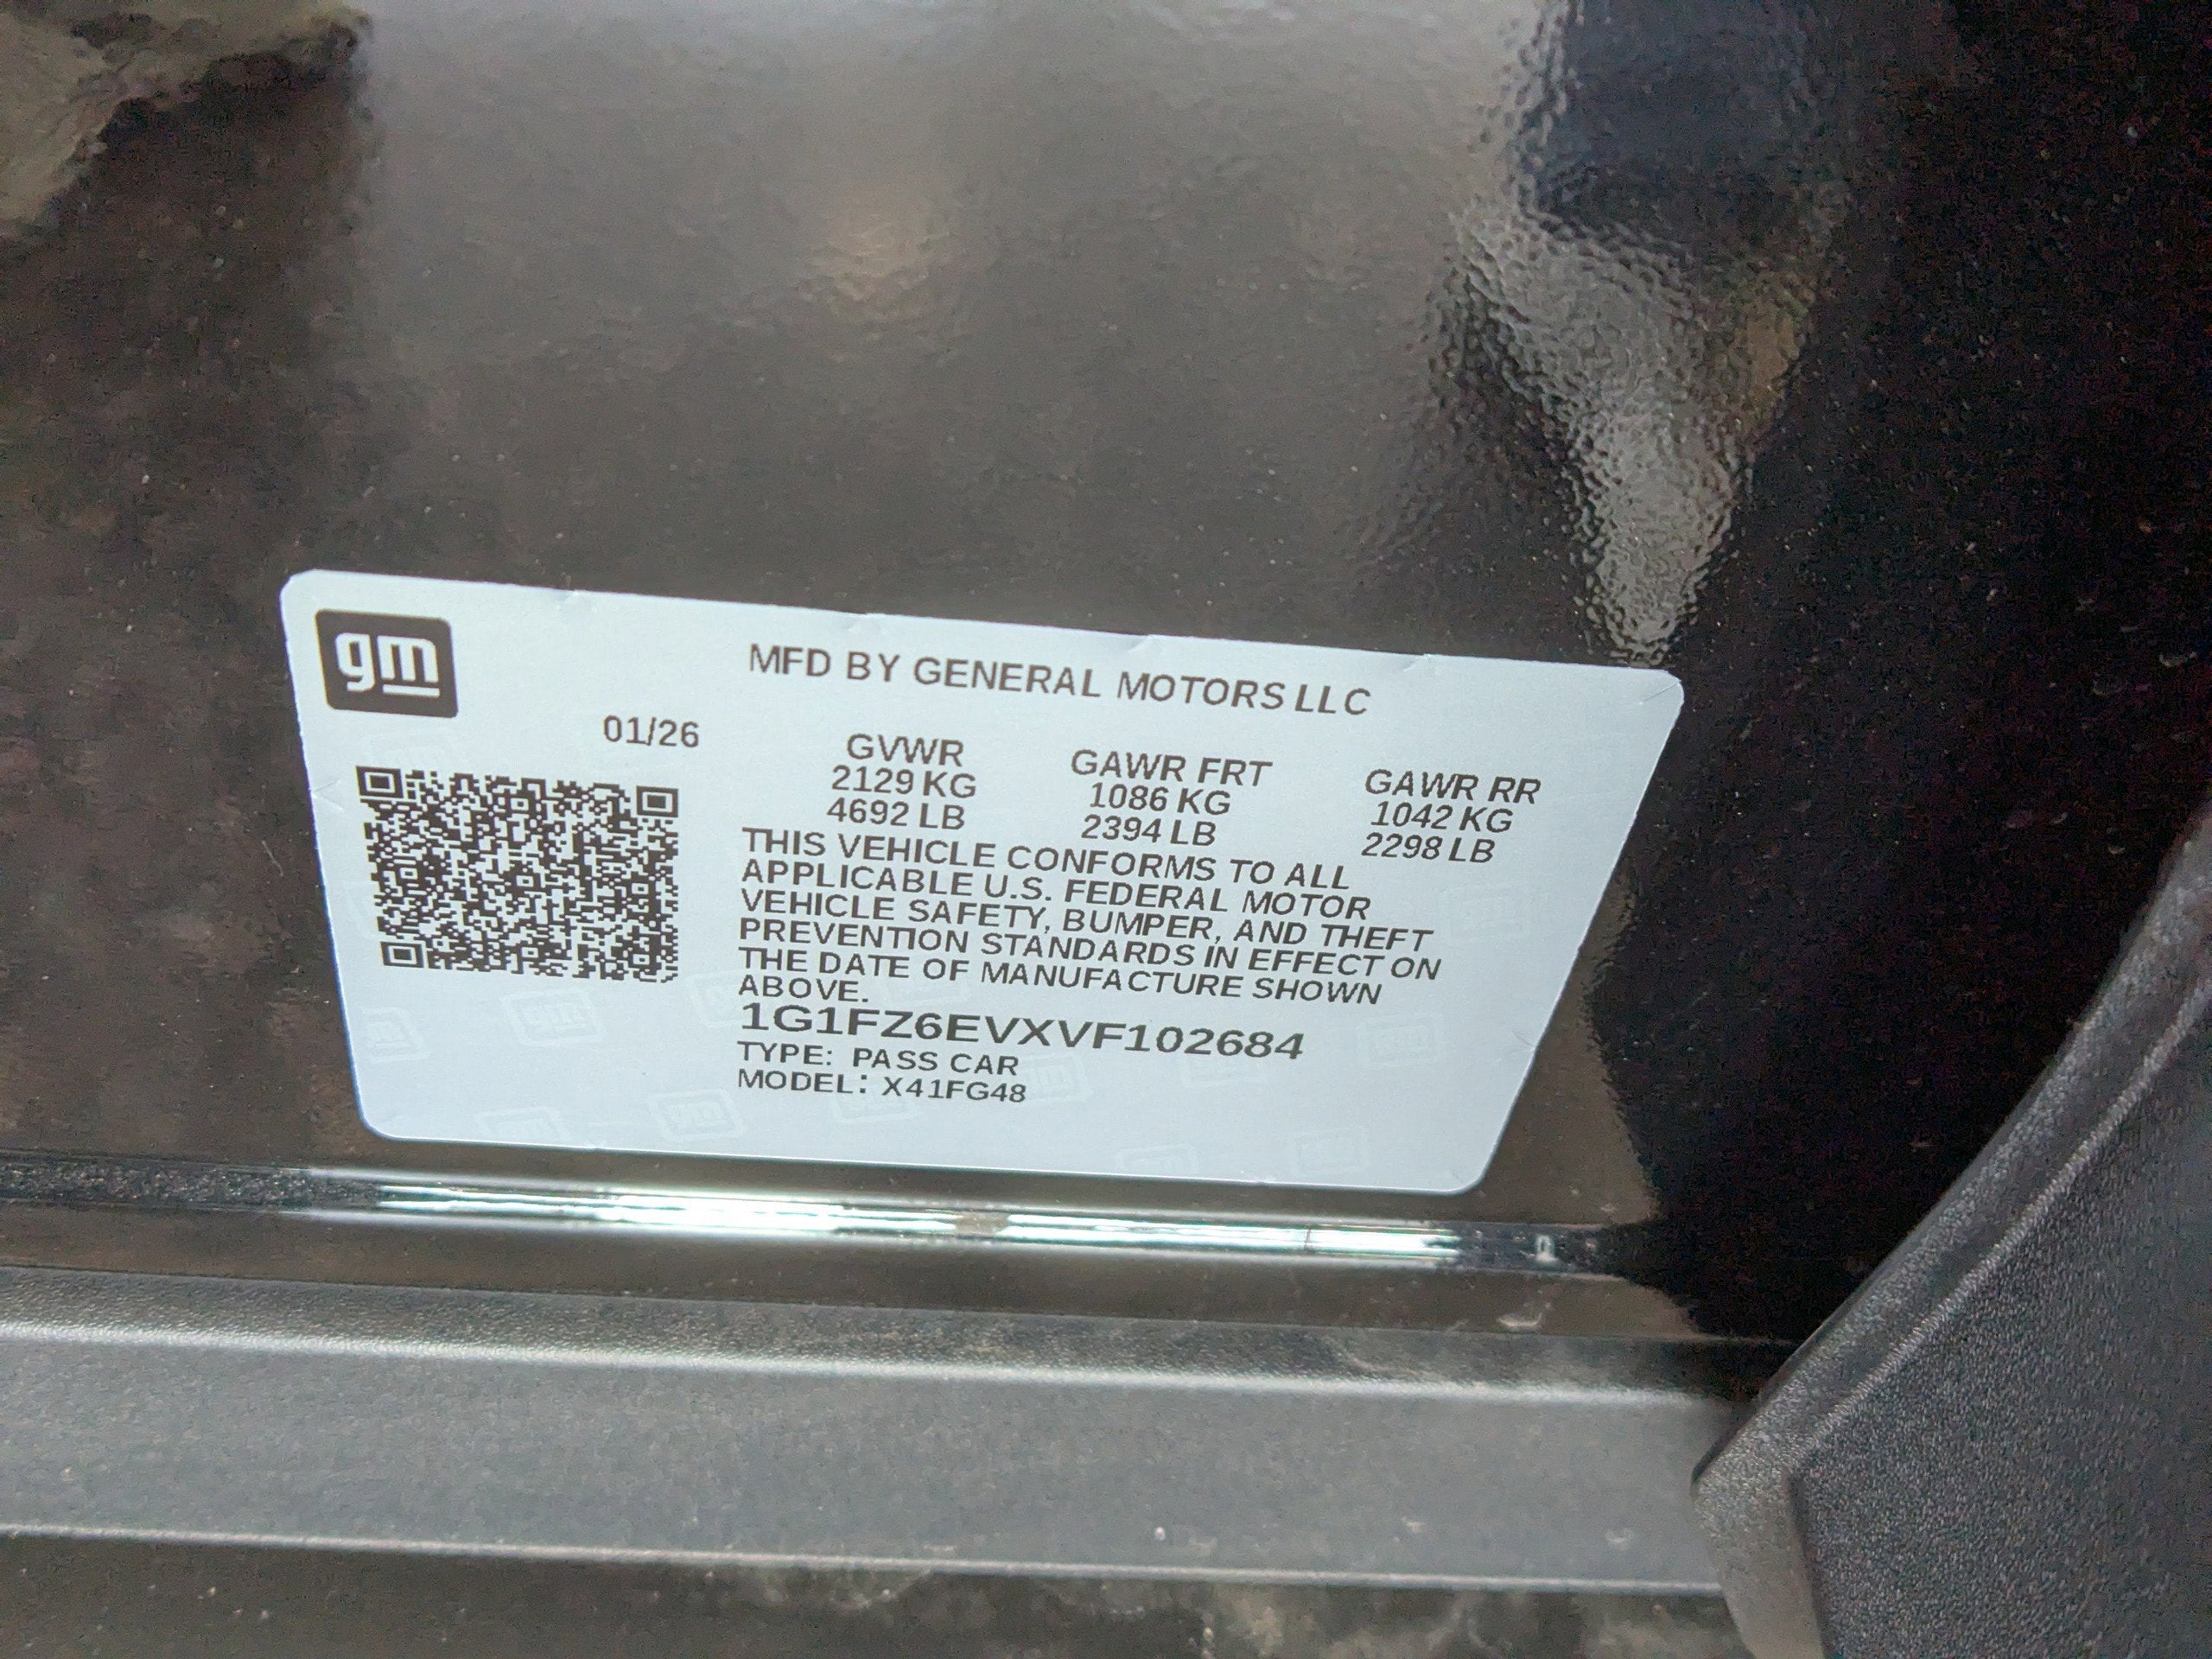 gm
MFD BY GENERAL MOTORS LLC
01/26
GVWR
2129 KG
4692 LB
GAWR FRT
1086 KG
2394 LB
GAWR RR
1042 KG
2298 LB
THIS VEHICLE CONFORMS TO ALL
APPLICABLE U.S. FEDERAL MOTOR
VEHICLE SAFETY, BUMPER, AND THEFT
PREVENTION STANDARDS IN EFFECT ON
THE DATE OF MANUFACTURE SHOWN
ABOVE.
1G1FZ6EVXVF102684
TYPE: PASS CAR
MODEL: X41FG48